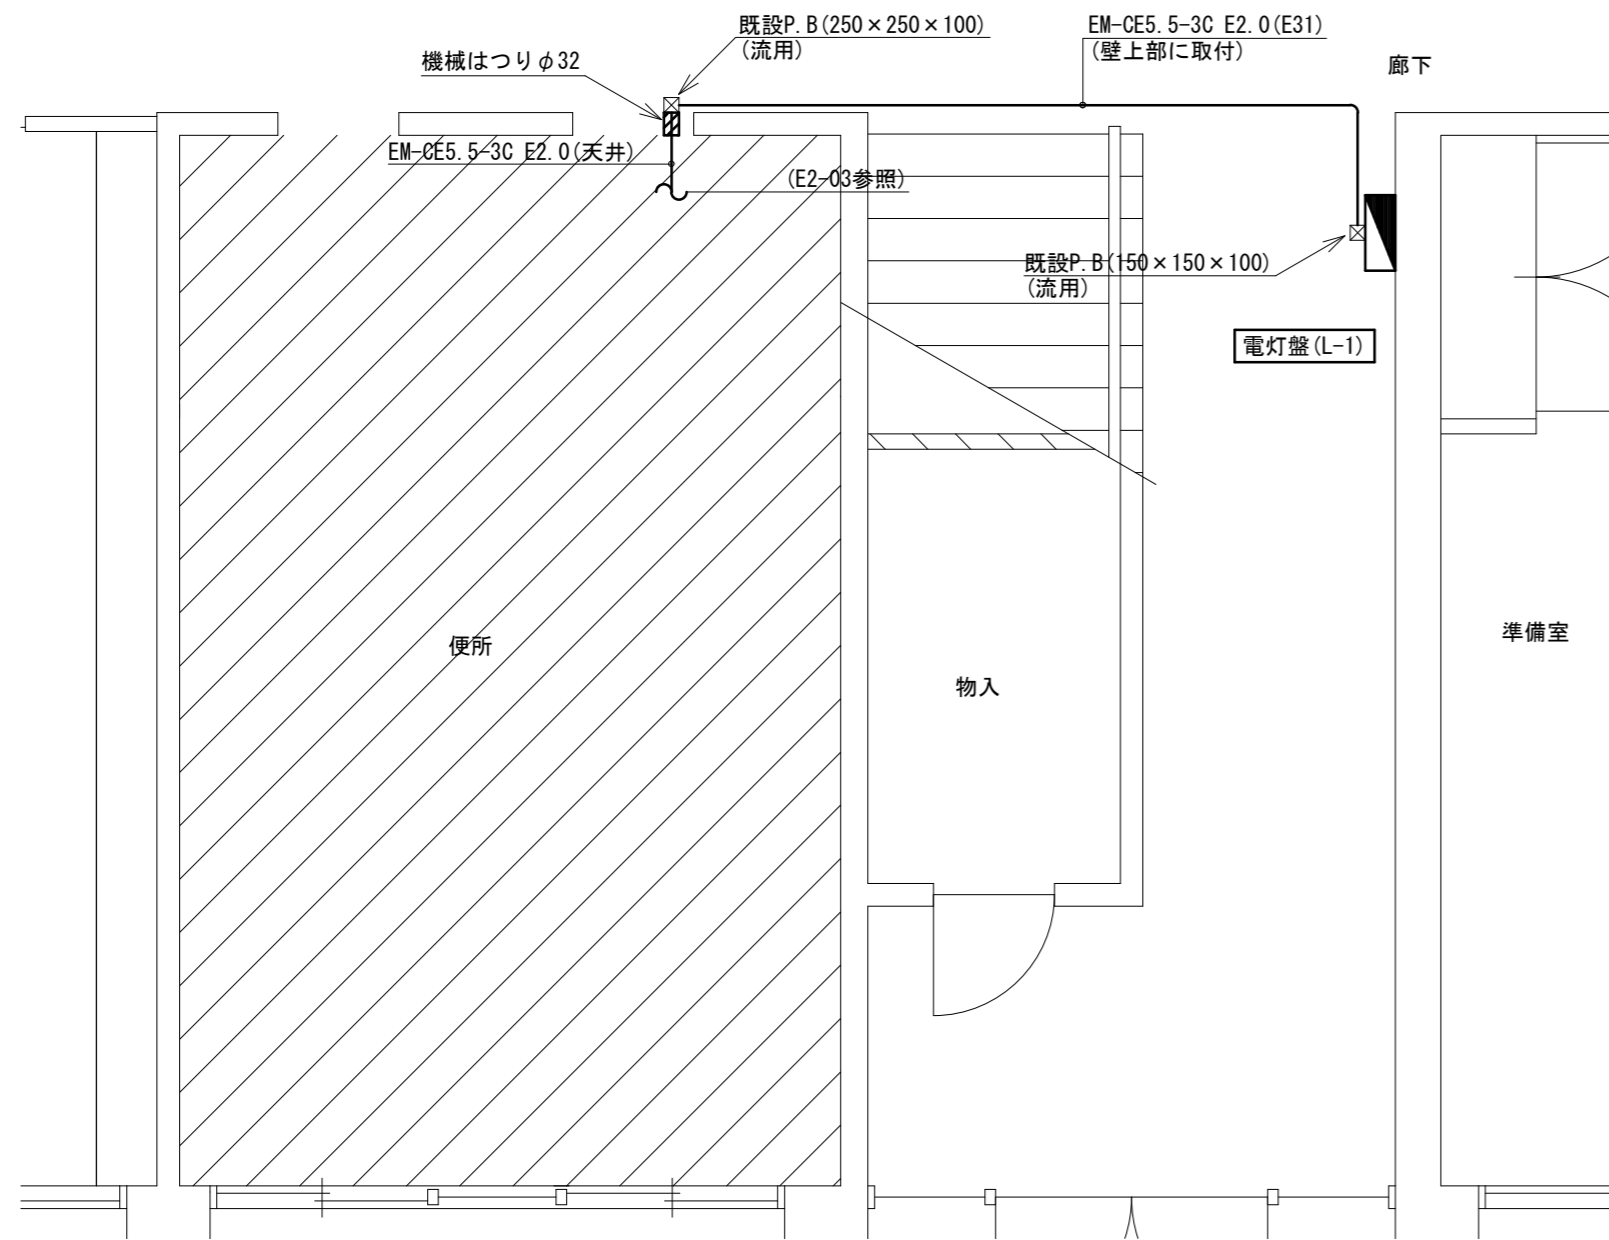 既設P.B(250×250×100)
(流用)
EM-CE5.5-3C E2.0(E31)
(壁上部に取付)
機械はつりφ32
廊下
EM-CE5.5-3C E2.0(天井)
(E2-03参照)
既設P.B(150×150×100)
(流用)
電灯盤(L-1)
便所
物入
準備室